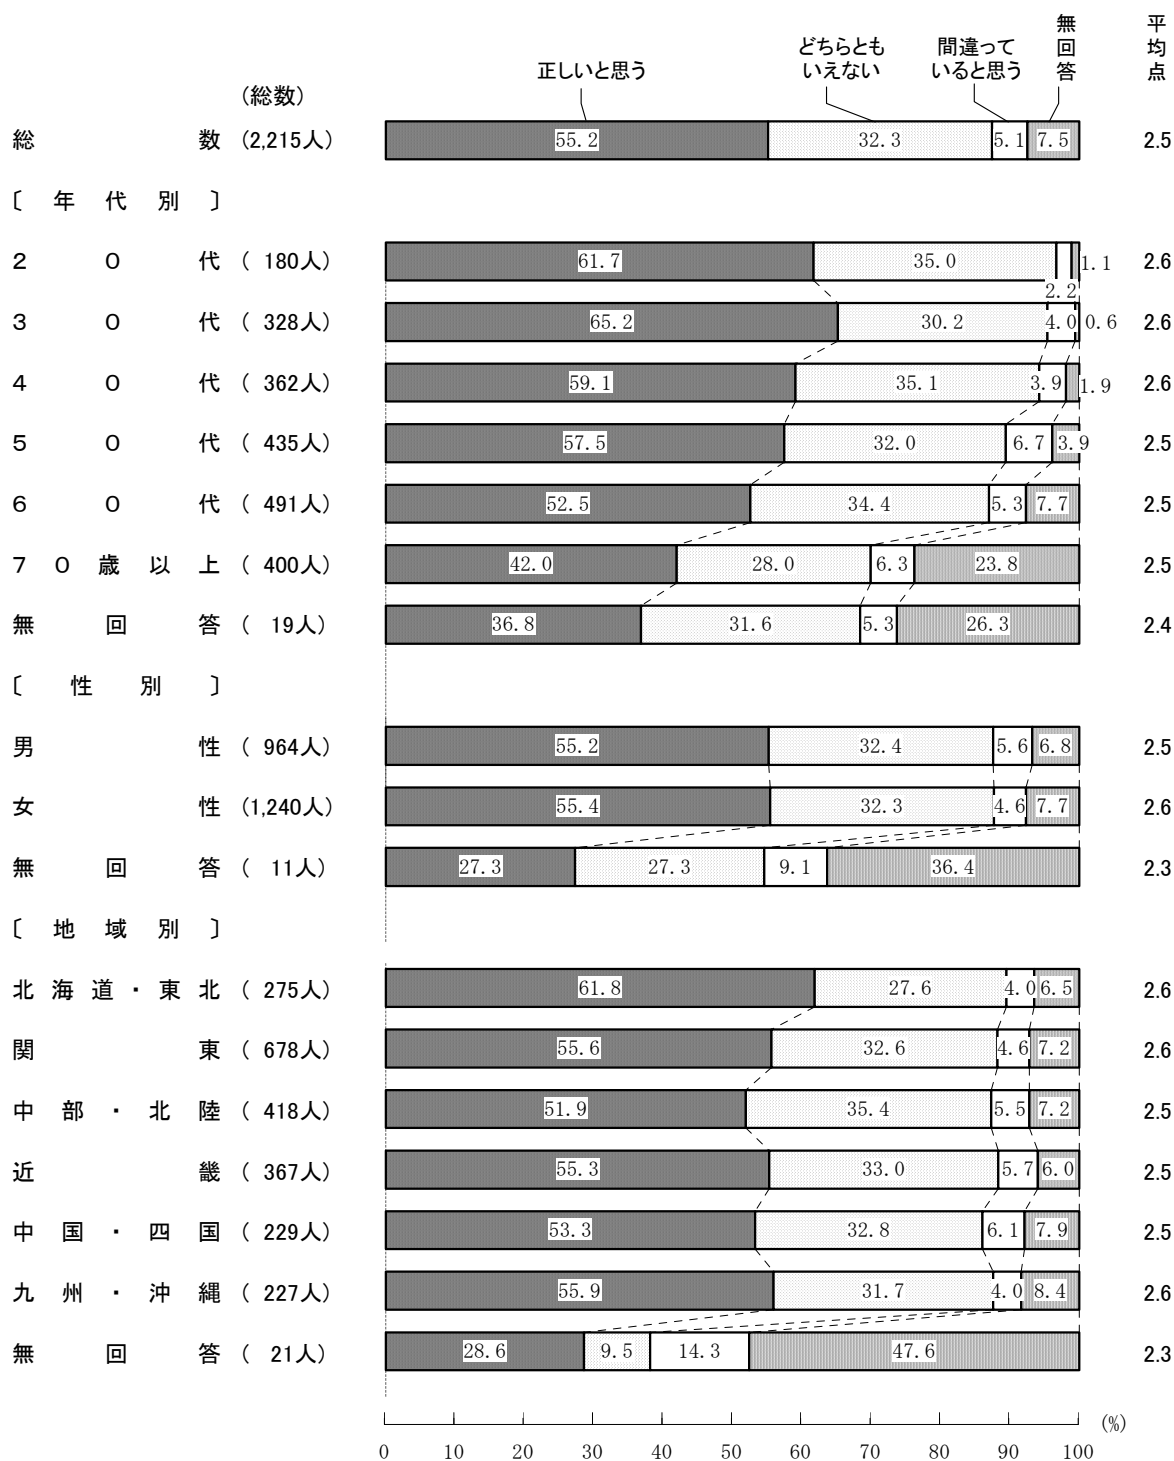 正しいと思う どちらとも いえない 間違って いると思う 無回答 平均点
(総数)
総数 (2,215人) 55.2 32.3 5.1 7.5 2.5
〔年代別〕
２０代 ( 180人) 61.7 35.0 2.2 1.1 2.6
３０代 ( 328人) 65.2 30.2 4.0 0.6 2.6
４０代 ( 362人) 59.1 35.1 3.9 1.9 2.6
５０代 ( 435人) 57.5 32.0 6.7 3.9 2.5
６０代 ( 491人) 52.5 34.4 5.3 7.7 2.5
７０歳以上 ( 400人) 42.0 28.0 6.3 23.8 2.5
無回答 ( 19人) 36.8 31.6 5.3 26.3 2.4
〔性別〕
男性 ( 964人) 55.2 32.4 5.6 6.8 2.5
女性 (1,240人) 55.4 32.3 4.6 7.7 2.6
無回答 ( 11人) 27.3 27.3 9.1 36.4 2.3
〔地域別〕
北海道・東北 ( 275人) 61.8 27.6 4.0 6.5 2.6
関東 ( 678人) 55.6 32.6 4.6 7.2 2.6
中部・北陸 ( 418人) 51.9 35.4 5.5 7.2 2.5
近畿 ( 367人) 55.3 33.0 5.7 6.0 2.5
中国・四国 ( 229人) 53.3 32.8 6.1 7.9 2.5
九州・沖縄 ( 227人) 55.9 31.7 4.0 8.4 2.6
無回答 ( 21人) 28.6 9.5 14.3 47.6 2.3
(%)
0 10 20 30 40 50 60 70 80 90 100